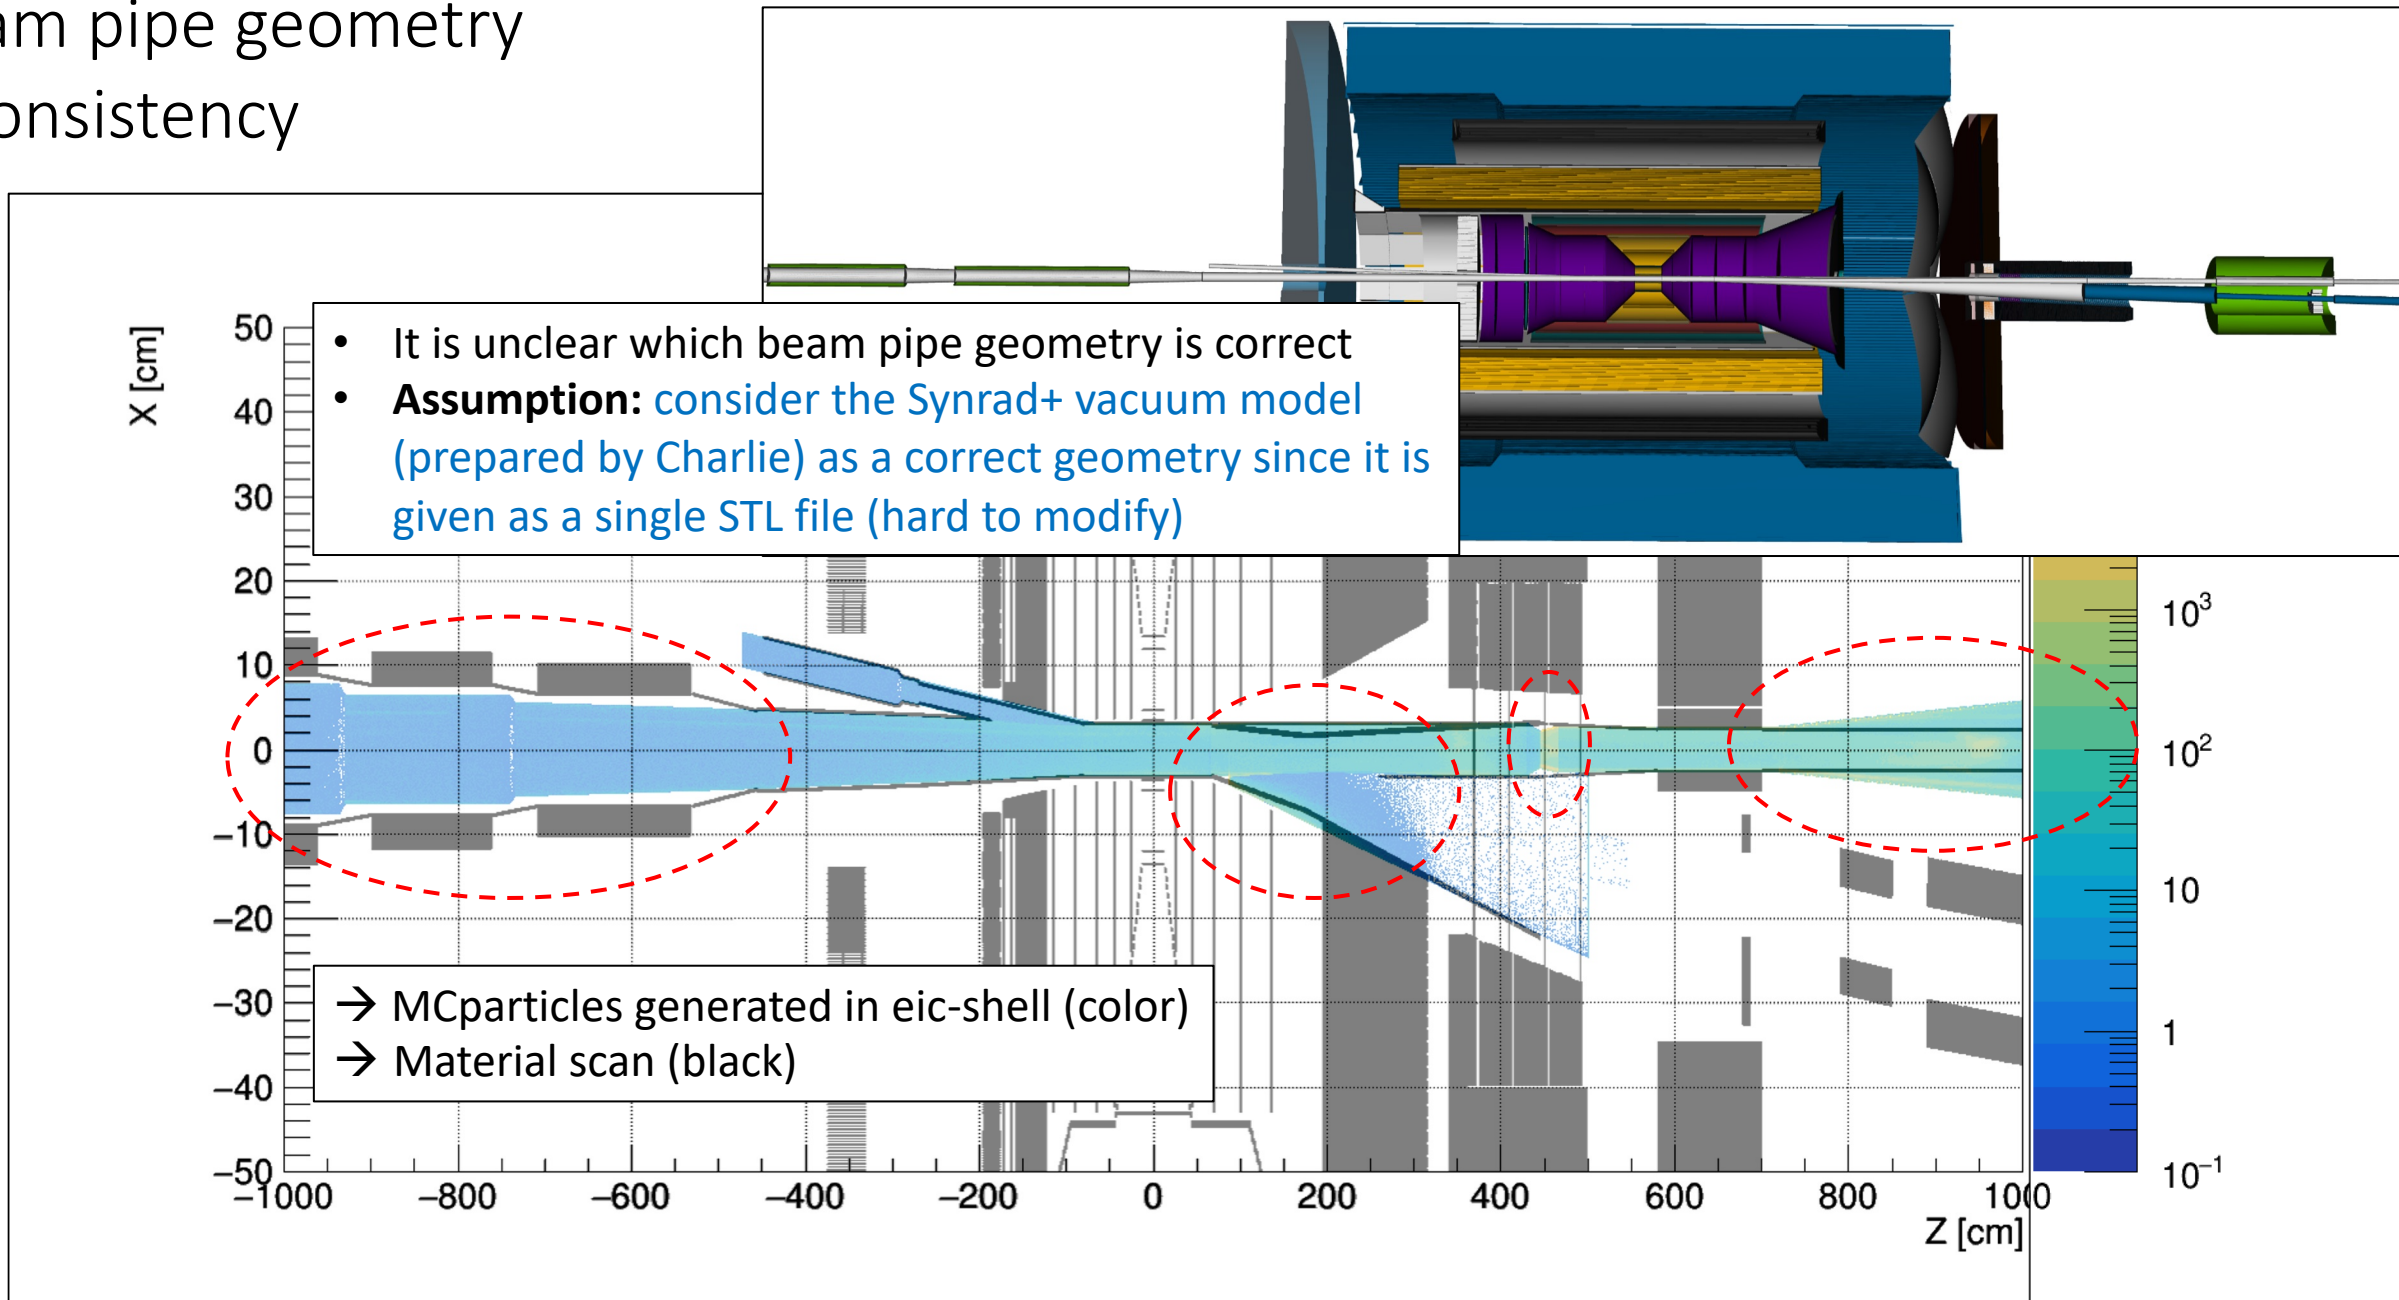 am pipe geometry
onsistency
• It is unclear which beam pipe geometry is correct
• Assumption: consider the Synrad+ vacuum model
(prepared by Charlie) as a correct geometry since it is
given as a single STL file (hard to modify)
X [cm]
50
40
30
20
10
0
−10
−20
−30
−40
−50
→ MCparticles generated in eic-shell (color)
→ Material scan (black)
10³
10²
10
1
10⁻¹
−1000 −800 −600 −400 −200 0 200 400 600 800 1000
Z [cm]